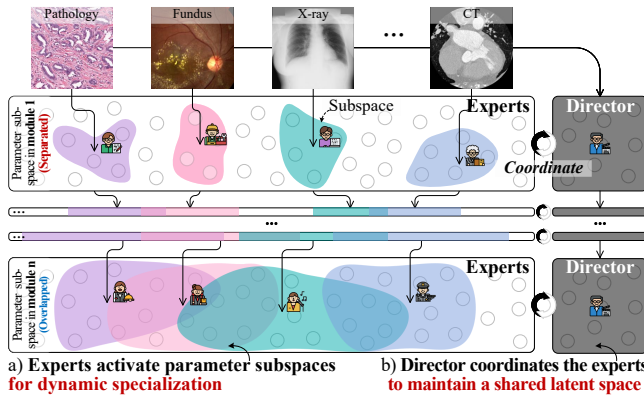 Pathology
Fundus
X-ray
...
CT
Parameter sub-
space in module 1
(Separated)
Subspace
Experts
Director
Coordinate
...
...
...
...
Parameter sub-
space in module n
(Overlapped)
Experts
Director
a) Experts activate parameter subspaces
for dynamic specialization
b) Director coordinates the experts
to maintain a shared latent space